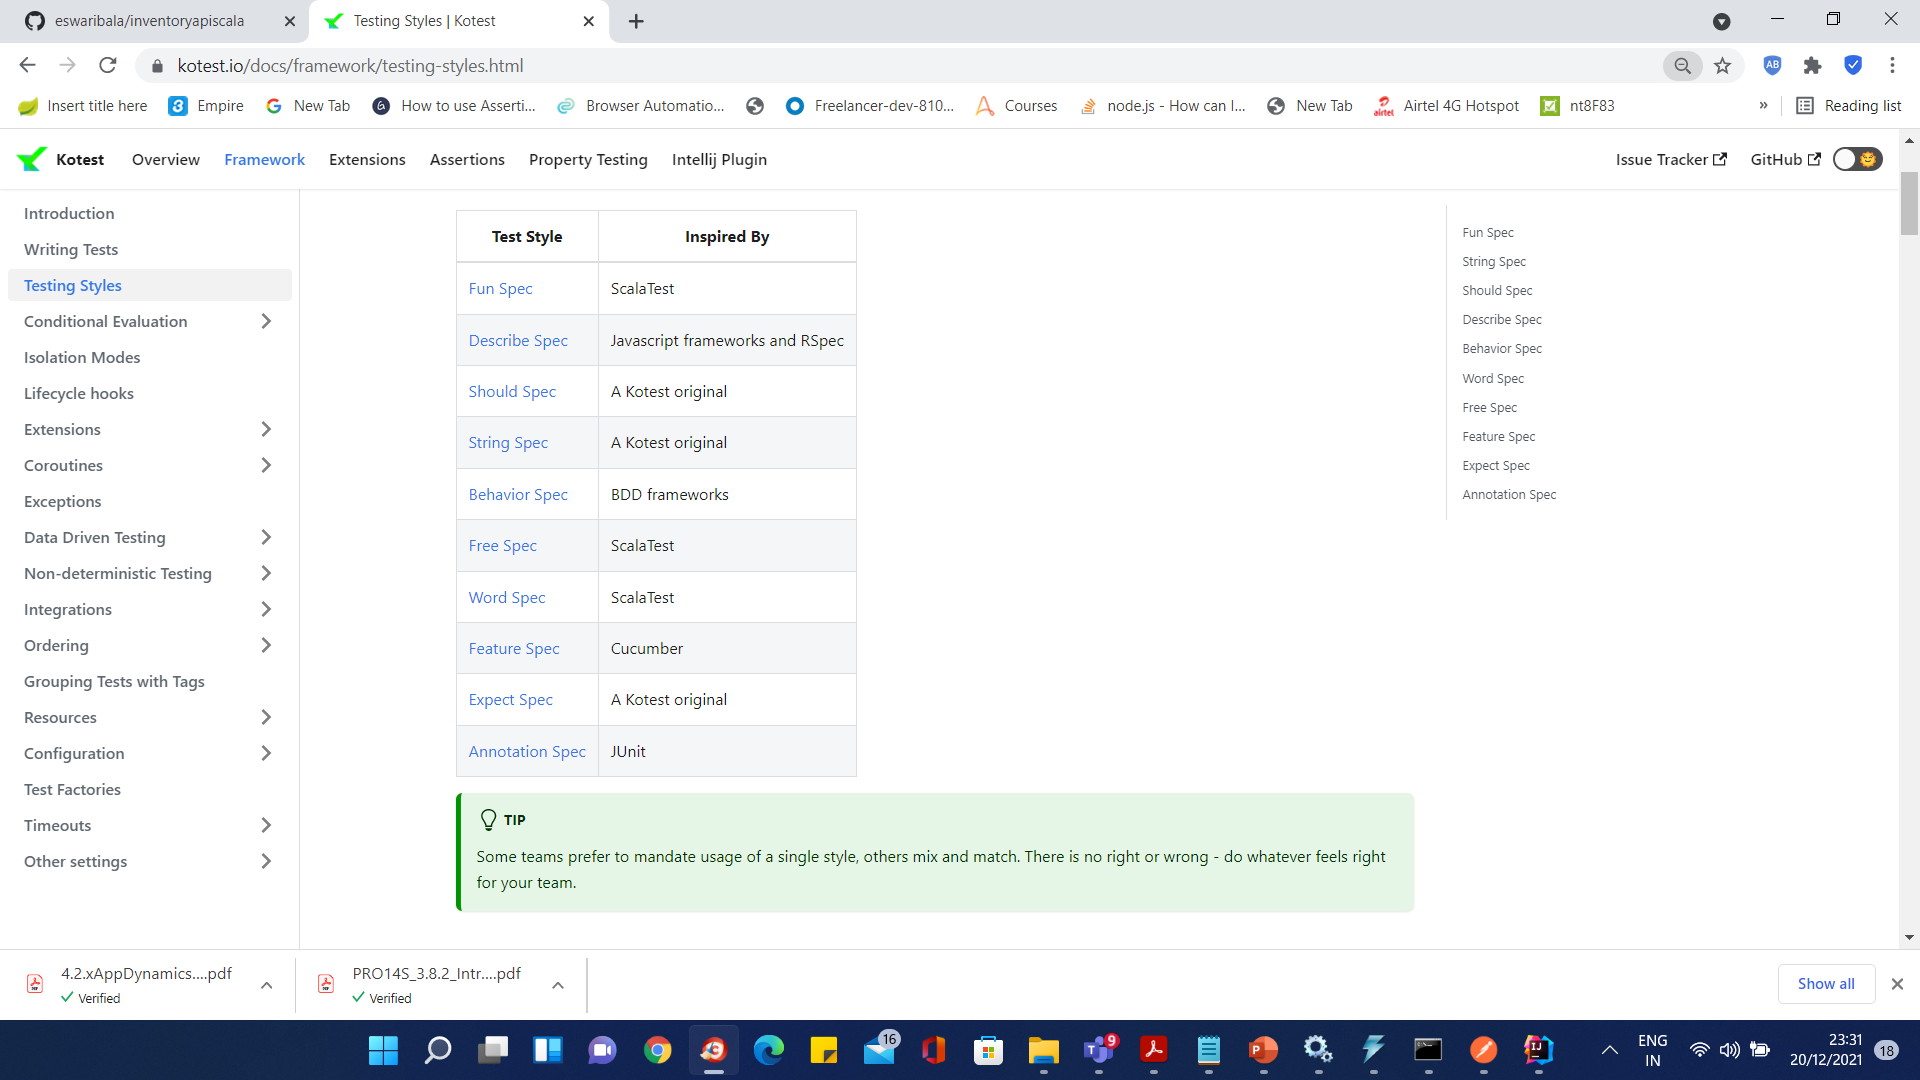 eswaribala/inventoryapiscala
Testing Styles | Kotest
kotest.io/docs/framework/testing-styles.html
Insert title here
Empire
New Tab
How to use Asserti...
Browser Automatio...
Freelancer-dev-810...
Courses
node.js - How can I...
New Tab
Airtel 4G Hotspot
nt8F83
»
Reading list
Kotest
Overview
Framework
Extensions
Assertions
Property Testing
Intellij Plugin
Issue Tracker
GitHub
Introduction
Writing Tests
Testing Styles
Conditional Evaluation
Isolation Modes
Lifecycle hooks
Extensions
Coroutines
Exceptions
Data Driven Testing
Non-deterministic Testing
Integrations
Ordering
Grouping Tests with Tags
Resources
Configuration
Test Factories
Timeouts
Other settings
Test Style Inspired By
Fun Spec ScalaTest
Describe Spec Javascript frameworks and RSpec
Should Spec A Kotest original
String Spec A Kotest original
Behavior Spec BDD frameworks
Free Spec ScalaTest
Word Spec ScalaTest
Feature Spec Cucumber
Expect Spec A Kotest original
Annotation Spec JUnit
TIP
Some teams prefer to mandate usage of a single style, others mix and match. There is no right or wrong - do whatever feels right
for your team.
Fun Spec
String Spec
Should Spec
Describe Spec
Behavior Spec
Word Spec
Free Spec
Feature Spec
Expect Spec
Annotation Spec
4.2.xAppDynamics....pdf
Verified
PRO14S_3.8.2_Intr....pdf
Verified
Show all
16
9
ENG
IN
23:31
20/12/2021
18